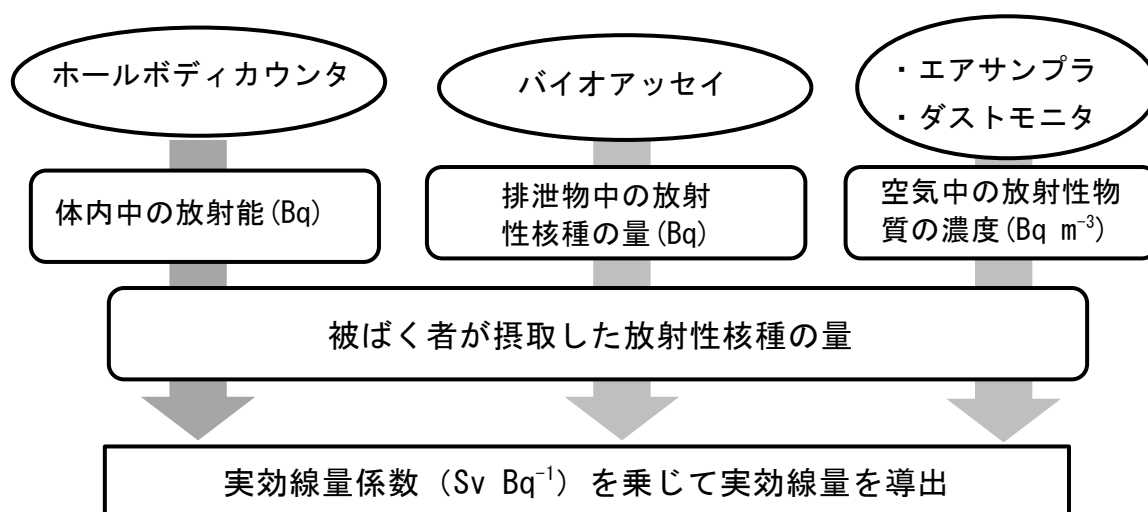 ホールボディカウンタ
バイオアッセイ
・エアサンプラ
・ダストモニタ
体内中の放射能(Bq)
排泄物中の放射
性核種の量(Bq)
空気中の放射性物
質の濃度(Bq m⁻³)
被ばく者が摂取した放射性核種の量
実効線量係数（Sv Bq⁻¹）を乗じて実効線量を導出